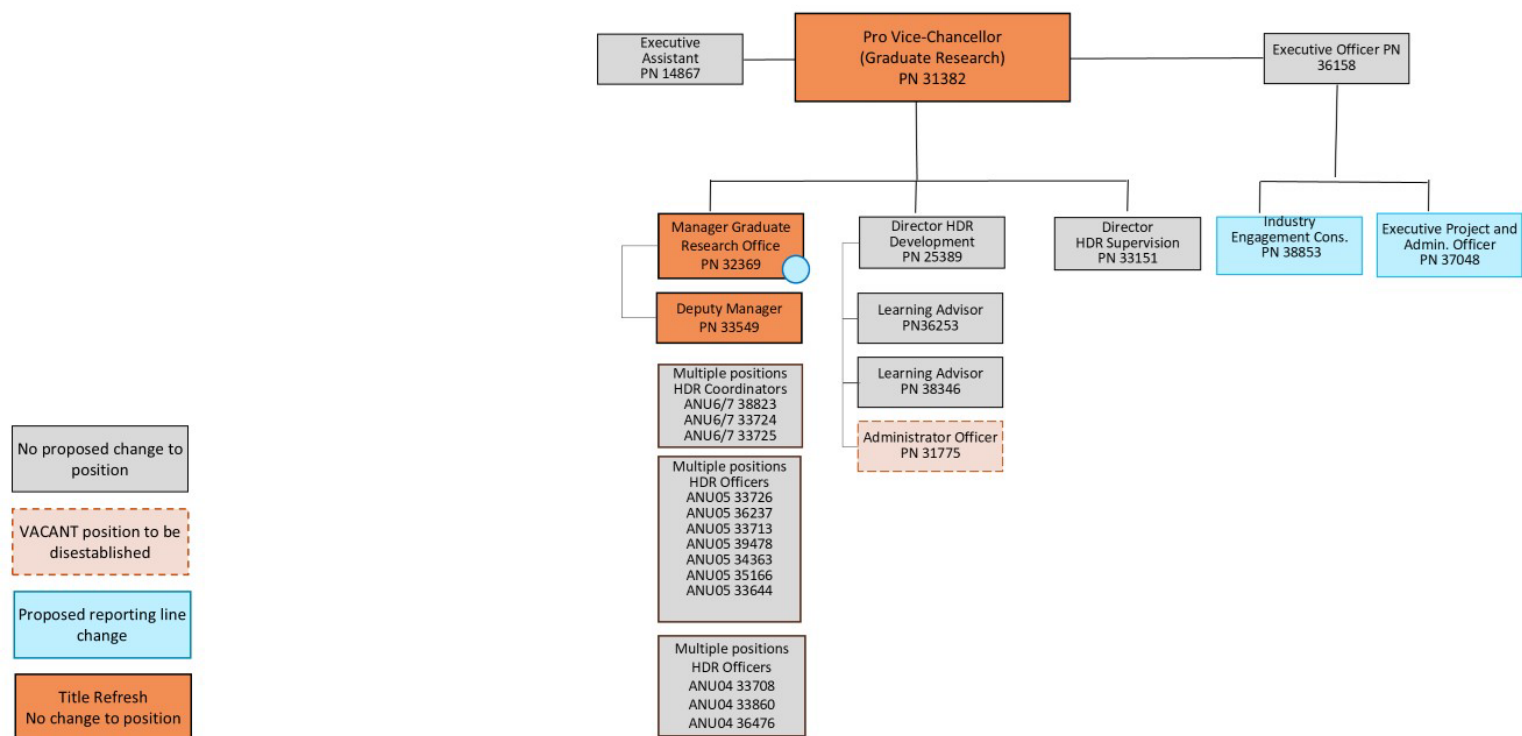 Executive
Assistant
PN 14867
Pro Vice-Chancellor
(Graduate Research)
PN 31382
Executive Officer PN
36158
Manager Graduate
Research Office
PN 32369
Director HDR
Development
PN 25389
Director
HDR Supervision
PN 33151
Industry
Engagement Cons.
PN 38853
Executive Project and
Admin. Officer
PN 37048
Deputy Manager
PN 33549
Learning Advisor
PN36253
Multiple positions
HDR Coordinators
ANU6/7 38823
ANU6/7 33724
ANU6/7 33725
Learning Advisor
PN 38346
Administrator Officer
PN 31775
Multiple positions
HDR Officers
ANU05 33726
ANU05 36237
ANU05 33713
ANU05 39478
ANU05 34363
ANU05 35166
ANU05 33644
Multiple positions
HDR Officers
ANU04 33708
ANU04 33860
ANU04 36476
No proposed change to
position
VACANT position to be
disestablished
Proposed reporting line
change
Title Refresh
No change to position